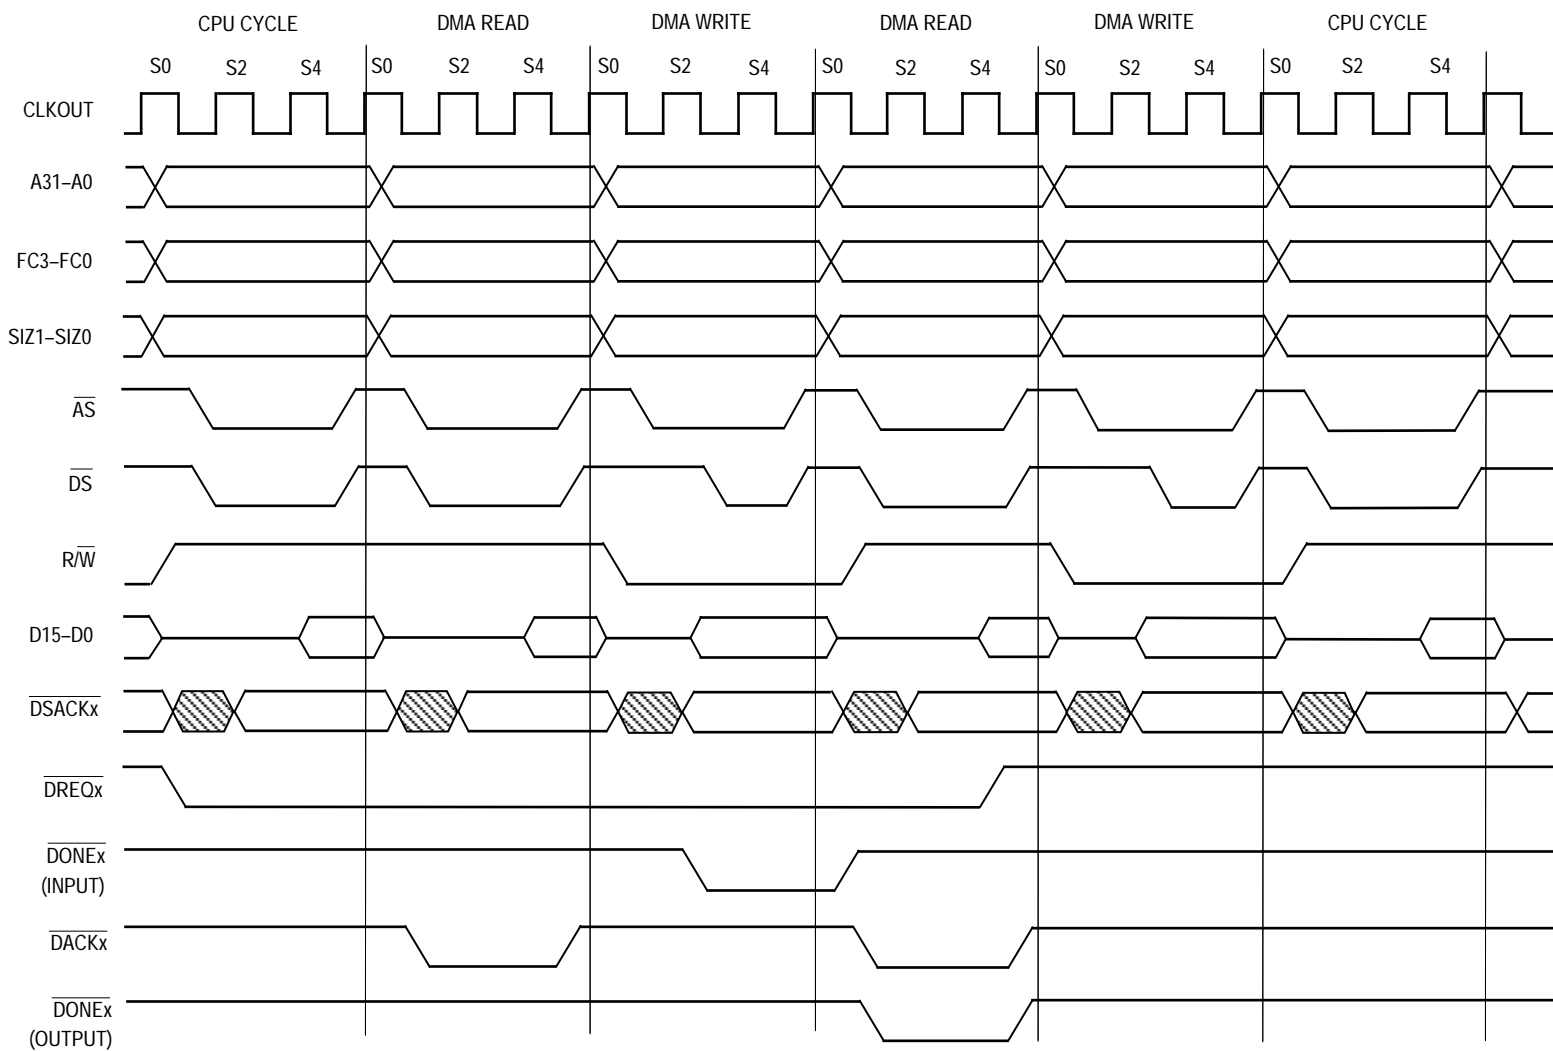 CPU CYCLE DMA READ DMA WRITE DMA READ DMA WRITE CPU CYCLE
S0 S2 S4 S0 S2 S4 S0 S2 S4 S0 S2 S4 S0 S2 S4 S0 S2 S4
CLKOUT
A31–A0
FC3–FC0
SIZ1–SIZ0
AS
DS
R/W
D15–D0
DSACKx
DREQx
DONEx
(INPUT)
DACKx
DONEx
(OUTPUT)